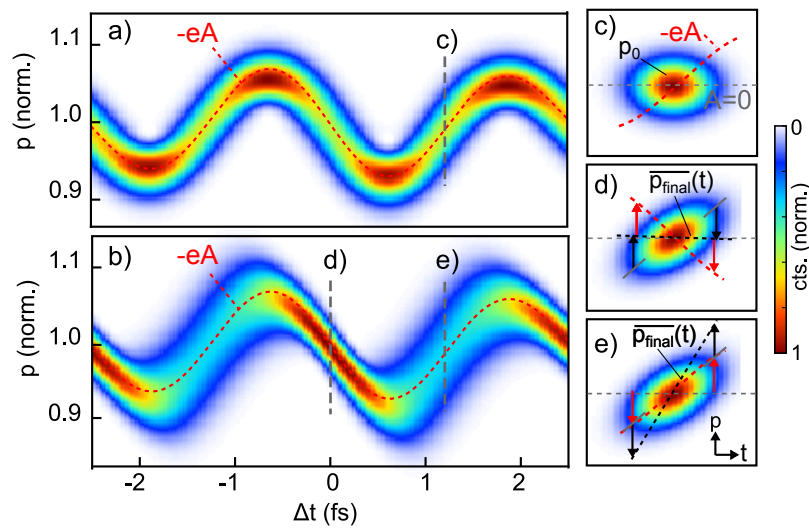 a)
-eA
c)
1.1
1.0
0.9
p (norm.)
b)
-eA
d)
e)
1.1
1.0
0.9
p (norm.)
-2
-1
0
1
2
Δt (fs)
c)
-eA
p0
A=0
d)
pfinal(t)
e)
pfinal(t)
p
t
0
cts. (norm.)
1